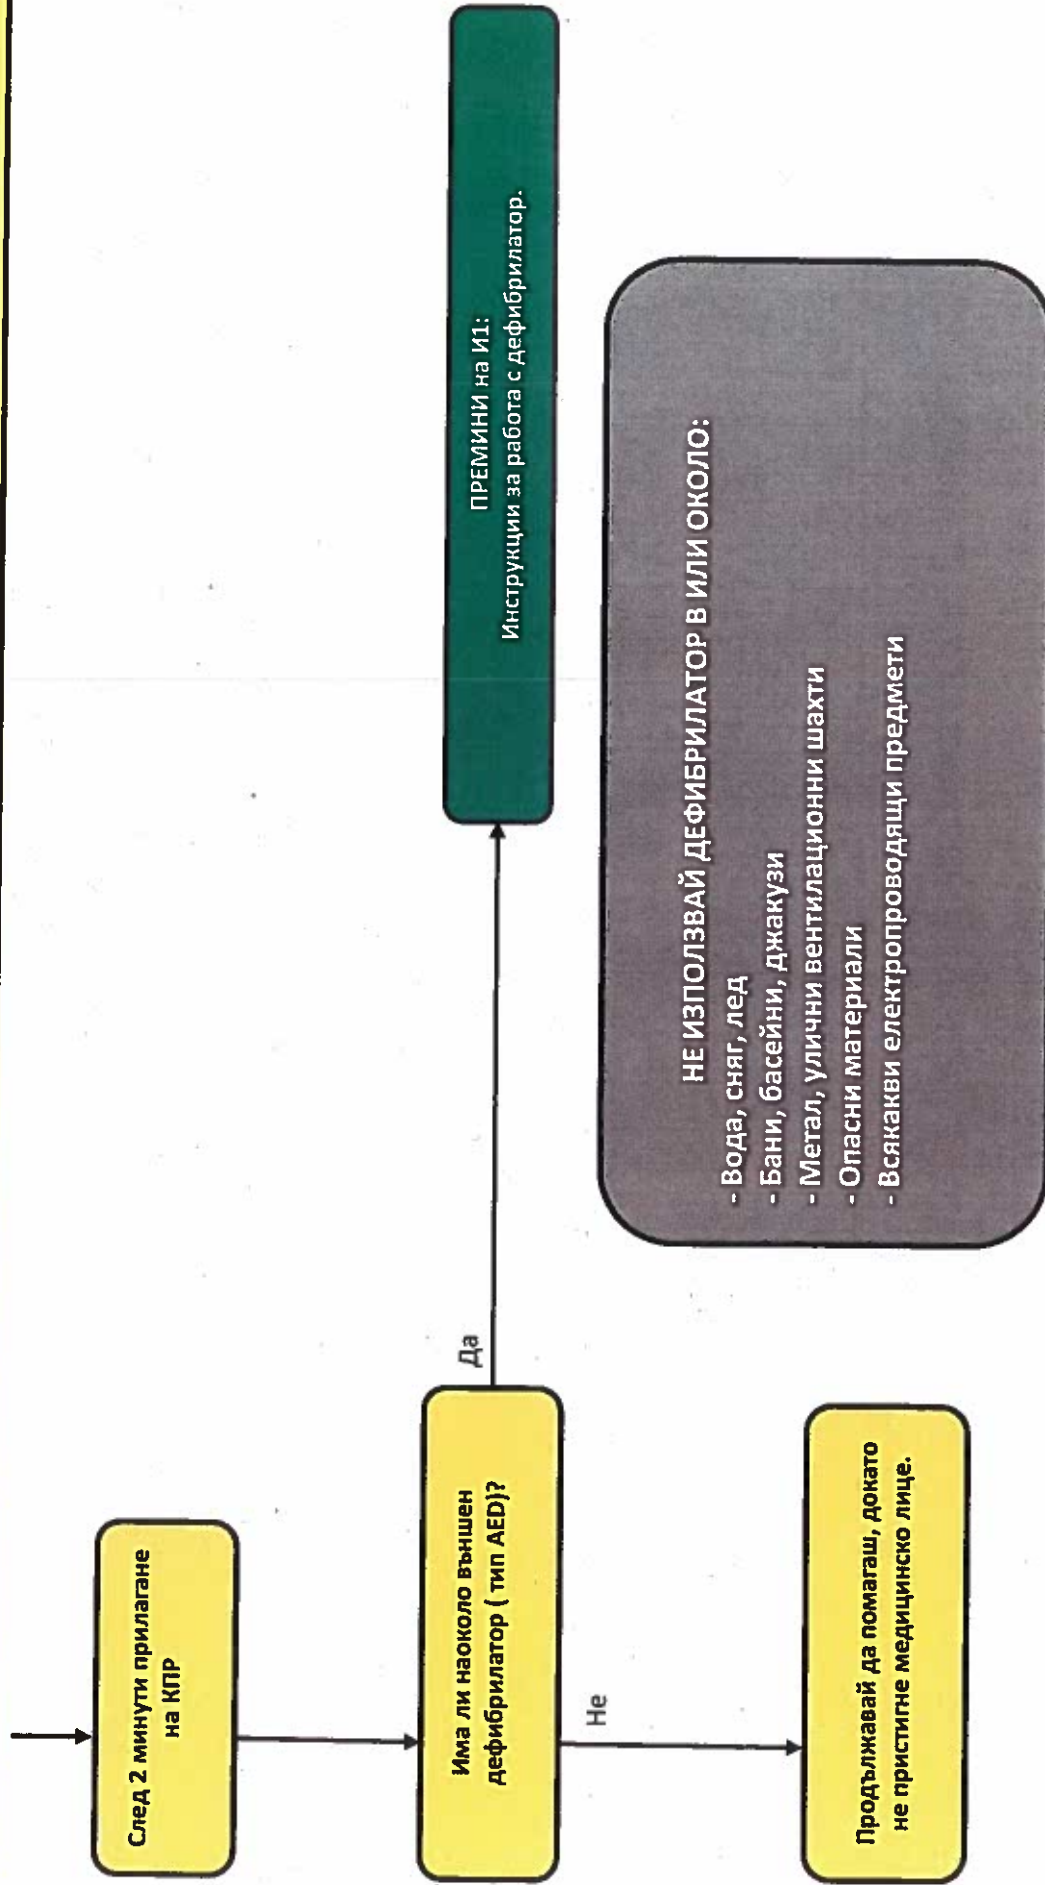 След 2 минути прилагане
на КПР
Има ли наоколо външен
дефибрилатор ( тип AED)?
Да
ПРЕМИНИ на И1:
Инструкции за работа с дефибрилатор.
Не
Продължавай да помагаш, докато
не пристигне медицинско лице.
НЕ ИЗПОЛЗВАЙ ДЕФИБРИЛАТОР В ИЛИ ОКОЛО:
- Вода, сняг, лед
- Бани, басейни, джакузи
- Метал, улични вентилационни шахти
- Опасни материали
- Всякакви електропроводящи предмети